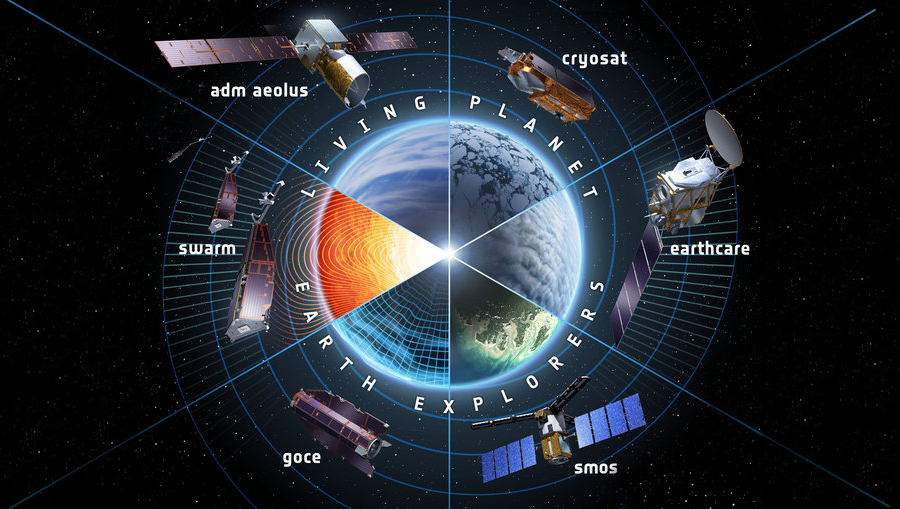 adm aeolus
cryosat
LIVING PLANET
swarm
earthcare
EARTH EXPLORERS
goce
smos